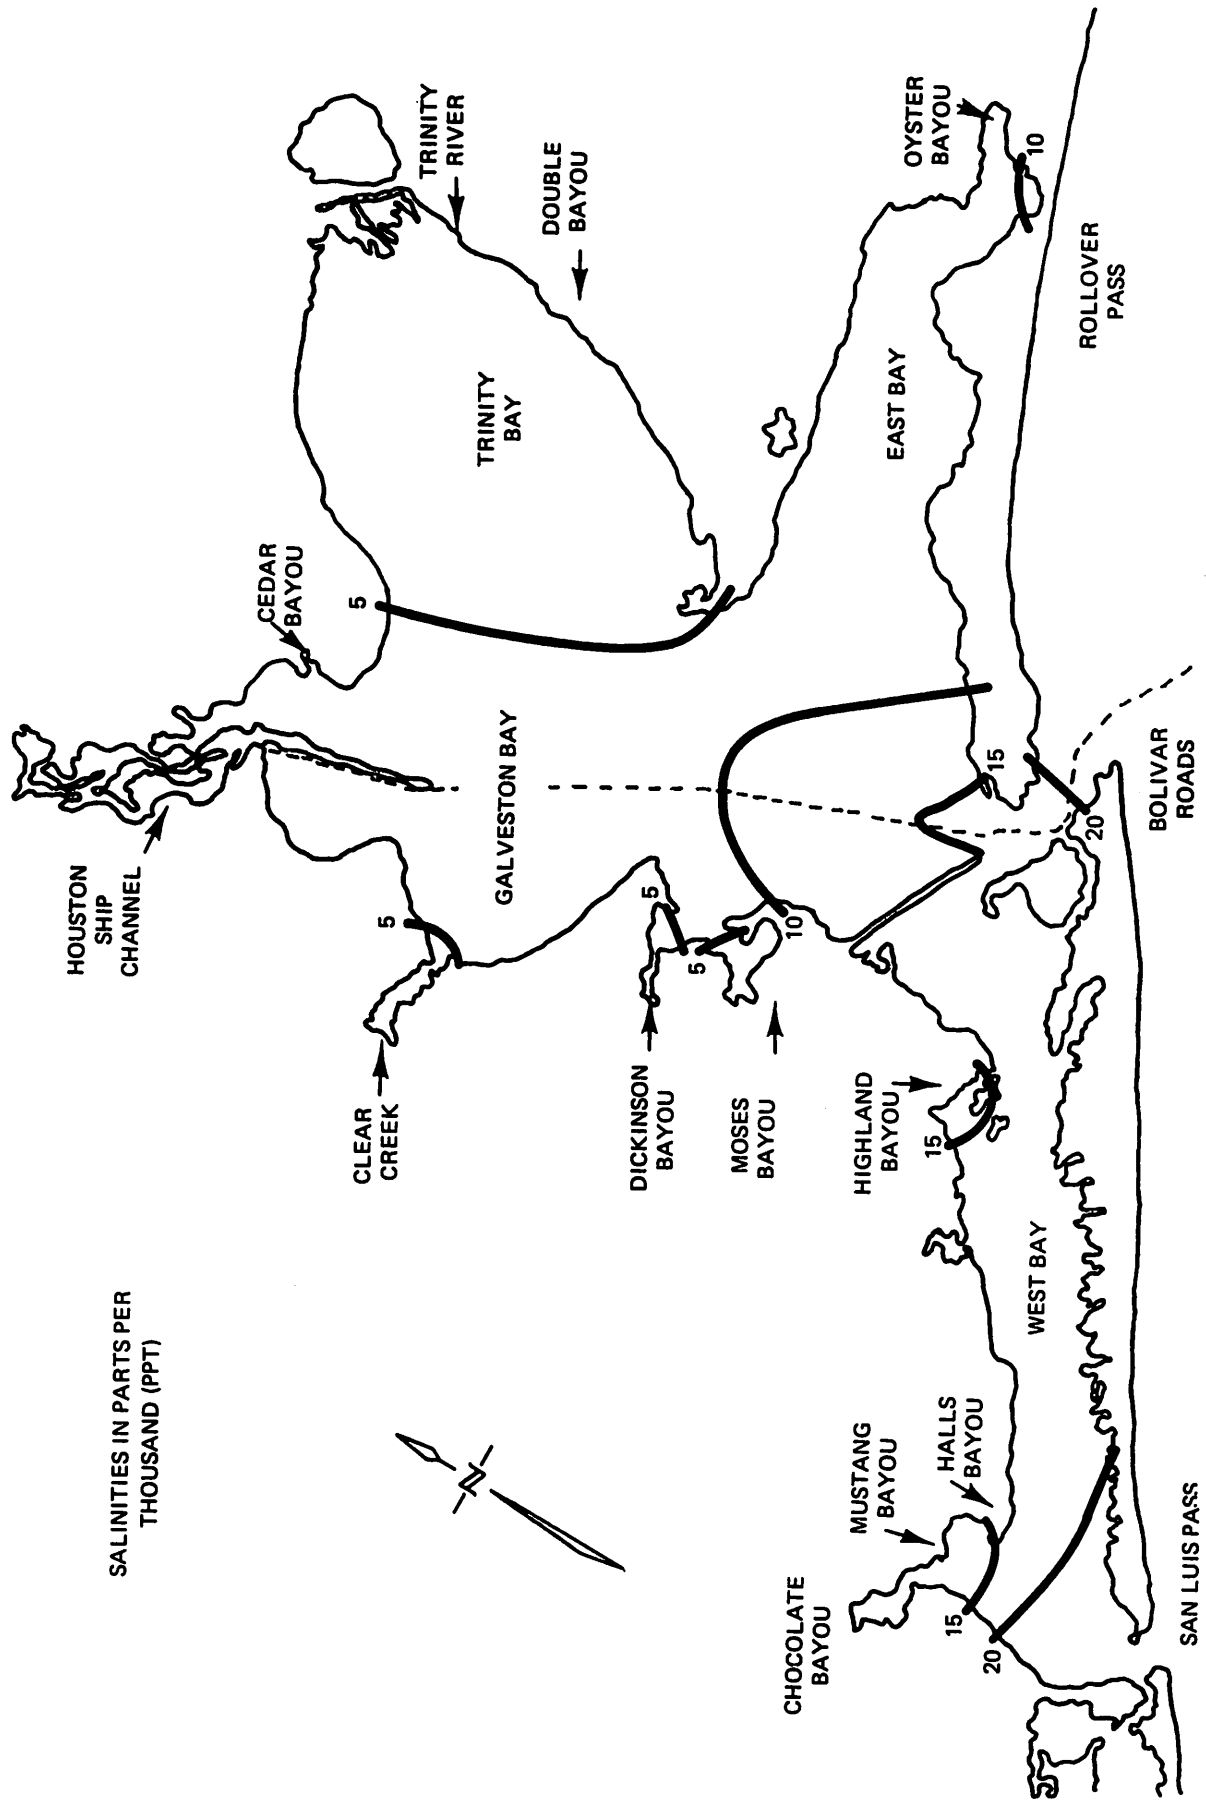 SALINITIES IN PARTS PER
THOUSAND (PPT)
HOUSTON
SHIP
CHANNEL
CEDAR
BAYOU
5
TRINITY
RIVER
DOUBLE
BAYOU
TRINITY
BAY
CLEAR
CREEK
5
GALVESTON BAY
DICKINSON
BAYOU
5
5
MOSES
BAYOU
10
EAST BAY
OYSTER
BAYOU
10
ROLLOVER
PASS
HIGHLAND
BAYOU
15
15
20
BOLIVAR
ROADS
WEST BAY
CHOCOLATE
BAYOU
MUSTANG
BAYOU
HALLS
BAYOU
15
20
SAN LUIS PASS
N